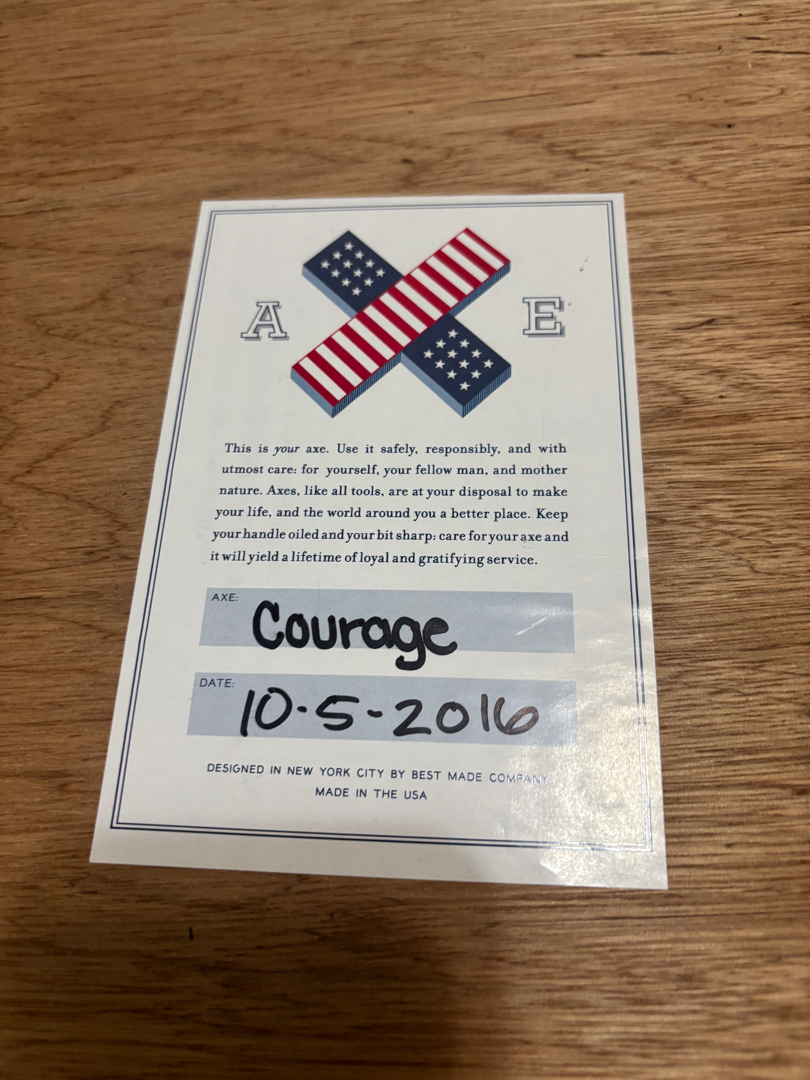 A X E
This is your axe. Use it safely, responsibly, and with
utmost care: for yourself, your fellow man, and mother
nature. Axes, like all tools, are at your disposal to make
your life, and the world around you a better place. Keep
your handle oiled and your bit sharp: care for your axe and
it will yield a lifetime of loyal and gratifying service.
AXE: Courage
DATE: 10-5-2016
DESIGNED IN NEW YORK CITY BY BEST MADE COMPANY
MADE IN THE USA